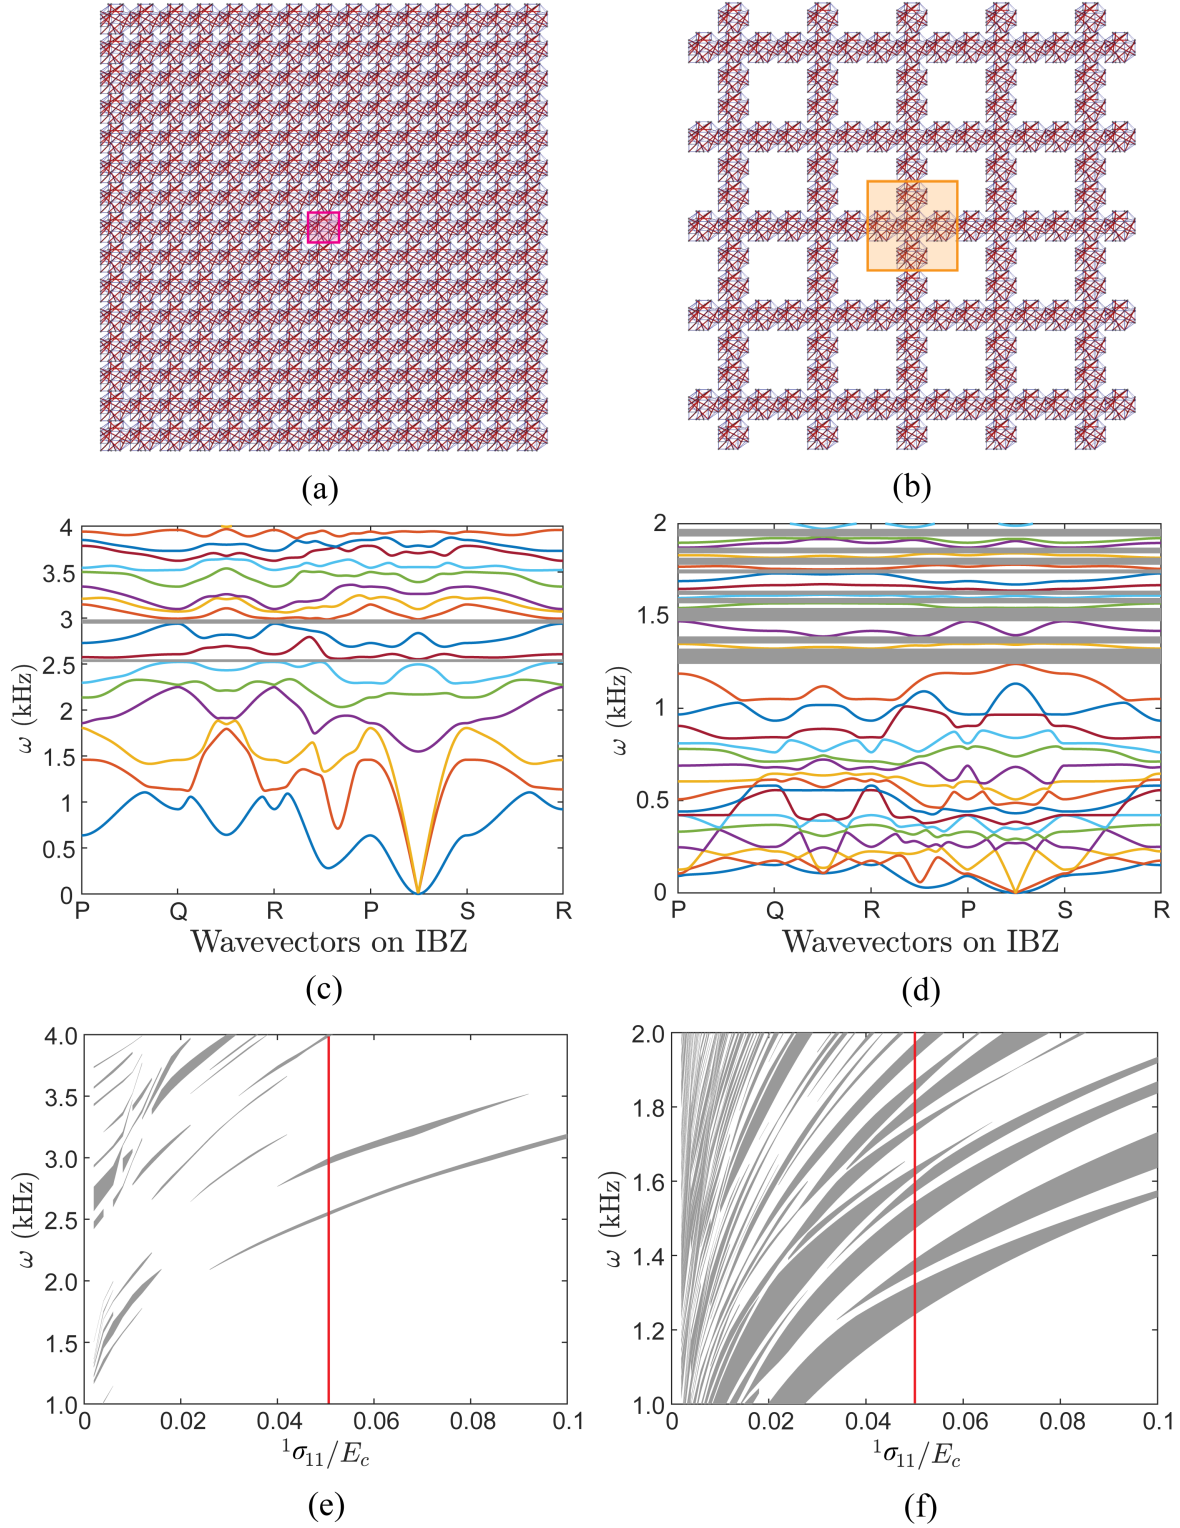 (a)
(b)
4
3.5
3
2.5
2
1.5
1
0.5
0
ω (kHz)
P Q R P S R
Wavevectors on IBZ
(c)
2
1.5
1
0.5
0
ω (kHz)
P Q R P S R
Wavevectors on IBZ
(d)
4.0
3.5
3.0
2.5
2.0
1.5
1.0
ω (kHz)
0 0.02 0.04 0.06 0.08 0.1
¹σ₁₁/E_c
(e)
2.0
1.8
1.6
1.4
1.2
1.0
ω (kHz)
0 0.02 0.04 0.06 0.08 0.1
¹σ₁₁/E_c
(f)